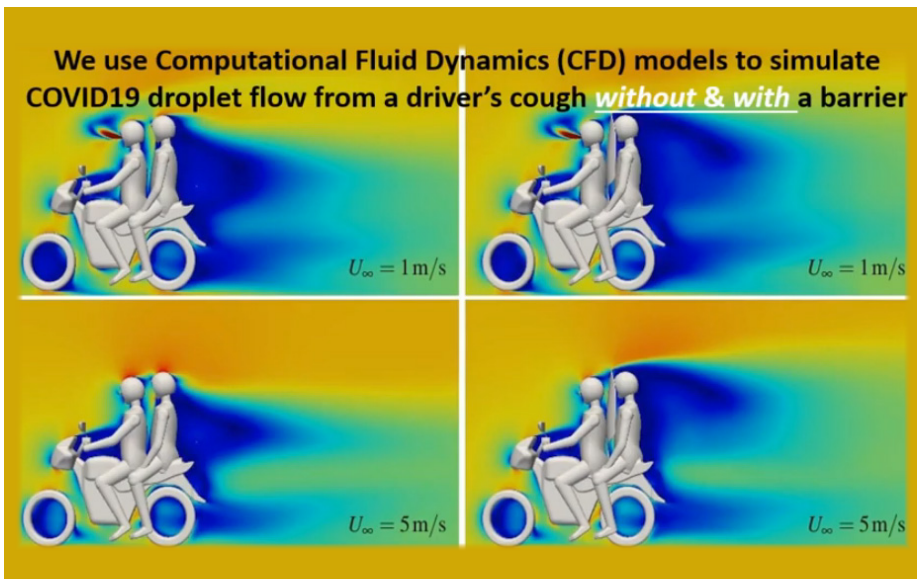 We use Computational Fluid Dynamics (CFD) models to simulate
COVID19 droplet flow from a driver's cough without & with a barrier
U∞ = 1 m/s
U∞ = 1 m/s
U∞ = 5 m/s
U∞ = 5 m/s